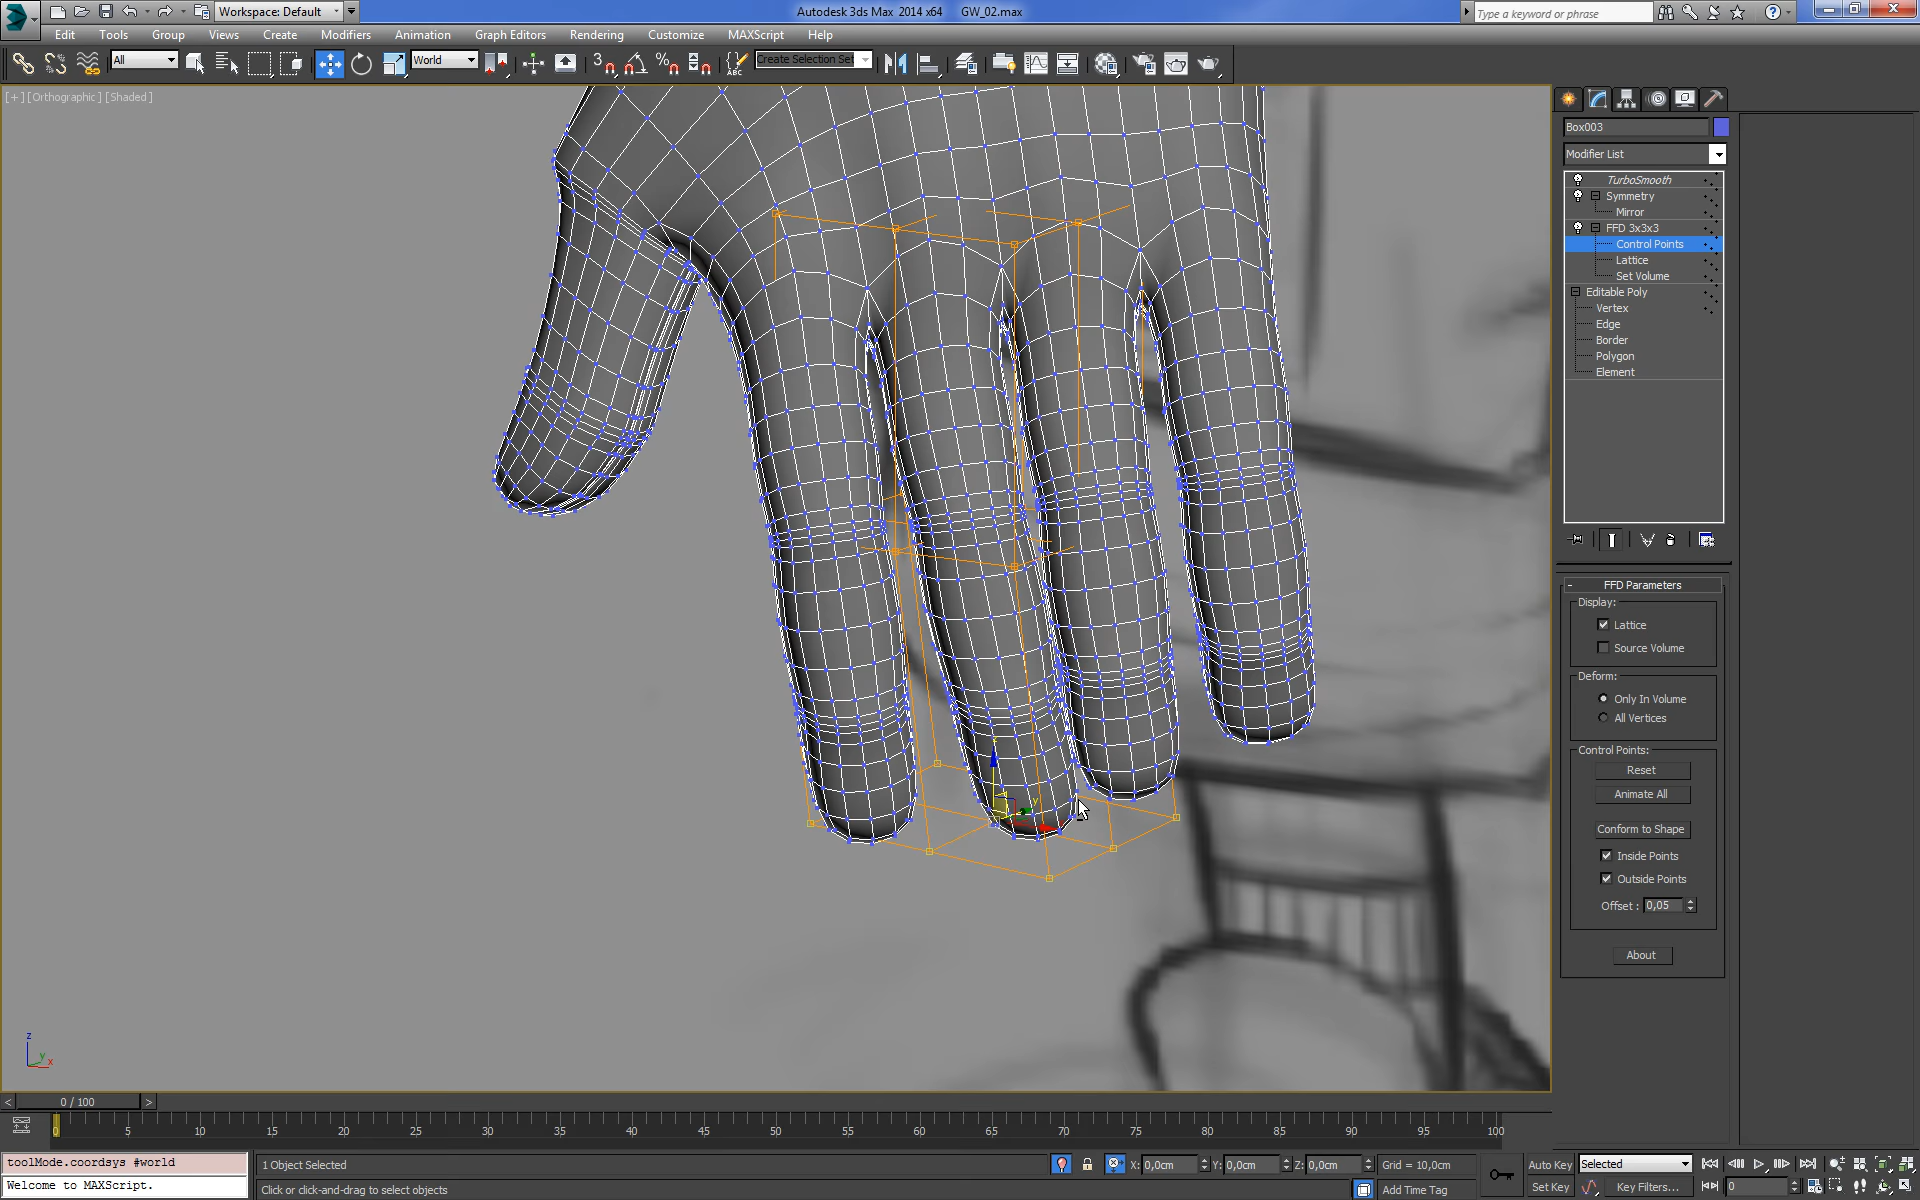 Workspace: Default
Autodesk 3ds Max 2014 x64 GW_02.max
Type a keyword or phrase
Edit Tools Group Views Create Modifiers Animation Graph Editors Rendering Customize MAXScript Help
All
World
3
ABC
Create Selection Set
[+] [Orthographic] [Shaded]
Box003
Modifier List
TurboSmooth
Symmetry
Mirror
FFD 3x3x3
Control Points
Lattice
Set Volume
Editable Poly
Vertex
Edge
Border
Polygon
Element
- FFD Parameters
Display:
Lattice
Source Volume
Deform:
Only In Volume
All Vertices
Control Points:
Reset
Animate All
Conform to Shape
Inside Points
Outside Points
Offset : 0,05
About
z
y
x
< 0 / 100 >
0 5 10 15 20 25 30 35 40 45 50 55 60 65 70 75 80 85 90 95 100
toolMode.coordsys #world
1 Object Selected
X: 0,0cm Y: 0,0cm Z: 0,0cm
Grid = 10,0cm
Auto Key
Selected
Welcome to MAXScript.
Click or click-and-drag to select objects
Add Time Tag
Set Key
Key Filters...
0